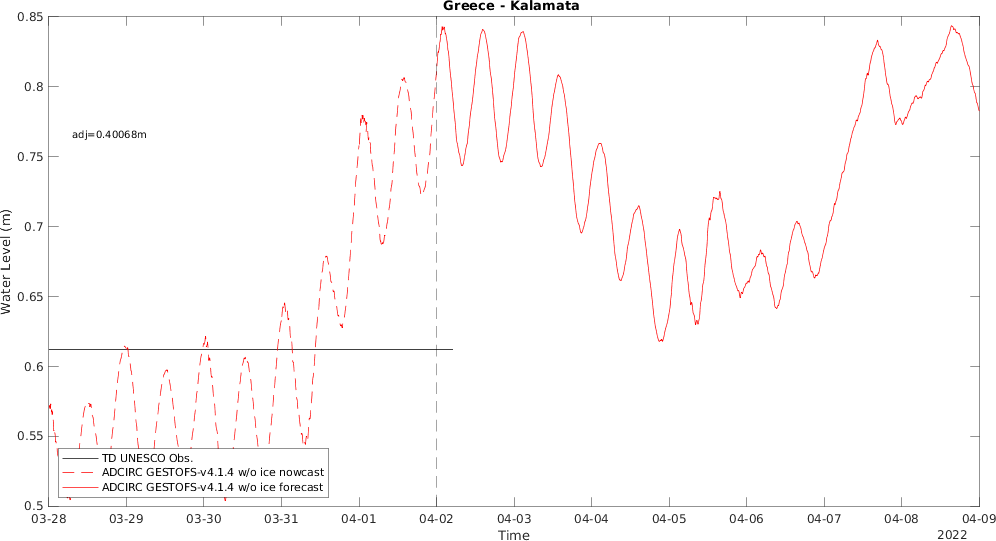 Greece - Kalamata
0.85
0.8
0.75
0.7
0.65
0.6
0.55
0.5
Water Level (m)
adj=0.40068m
TD UNESCO Obs.
ADCIRC GESTOFS-v4.1.4 w/o ice nowcast
ADCIRC GESTOFS-v4.1.4 w/o ice forecast
03-28 03-29 03-30 03-31 04-01 04-02 04-03 04-04 04-05 04-06 04-07 04-08 04-09
Time
2022